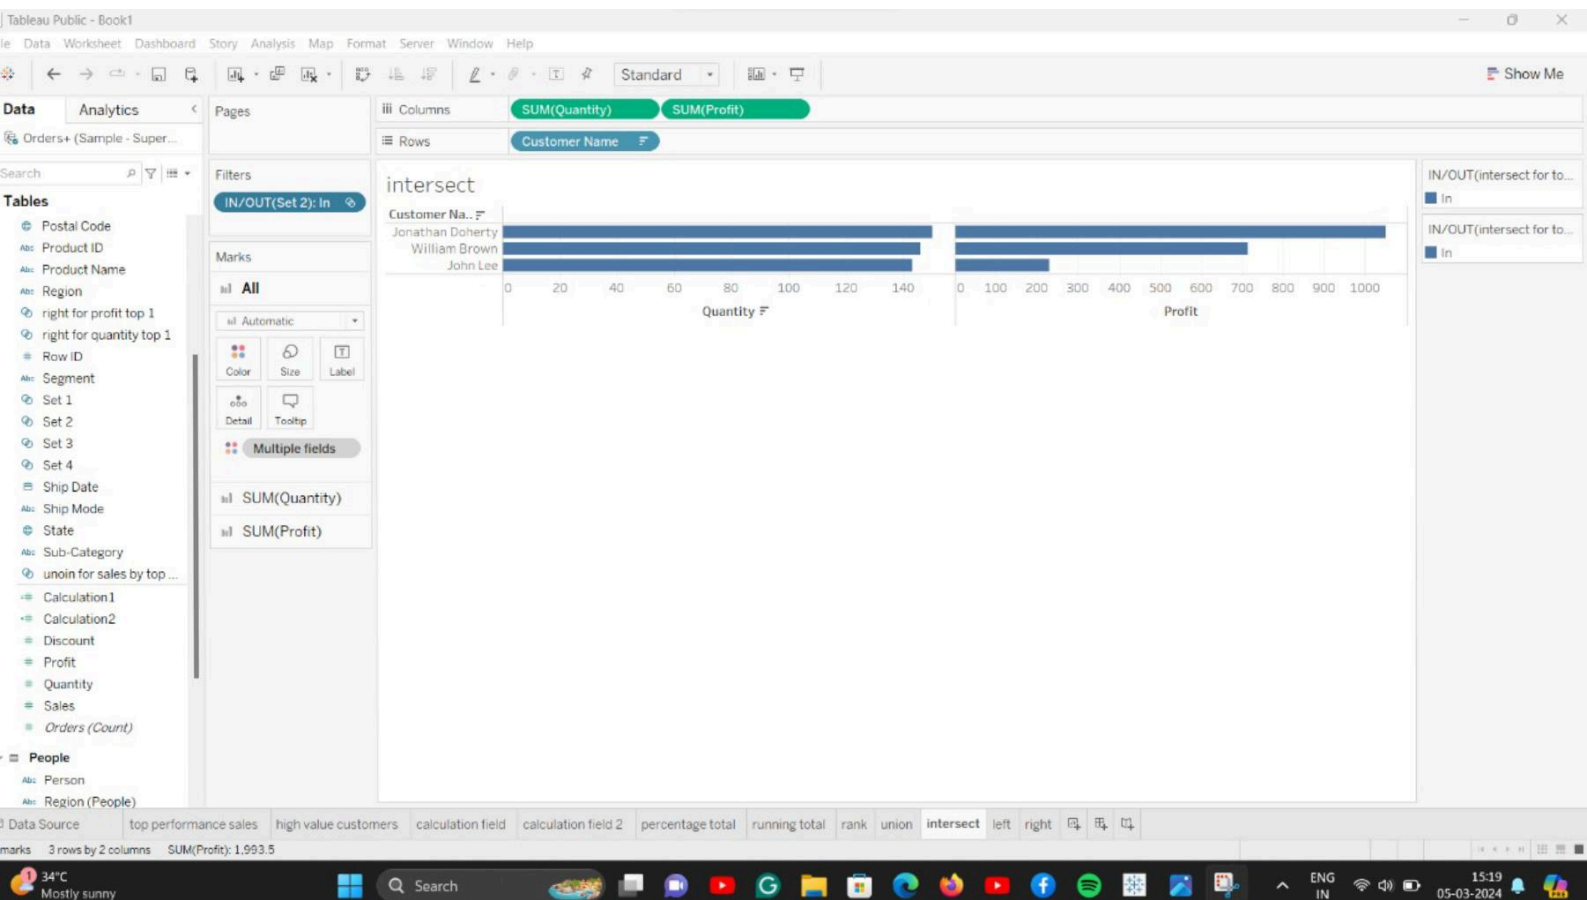 Tableau Public - Book1
le Data Worksheet Dashboard Story Analysis Map Format Server Window Help
Standard
Show Me
Data Analytics
Orders+ (Sample - Super...
Search
Tables
Postal Code
Abc Product ID
Abc Product Name
Abc Region
right for profit top 1
right for quantity top 1
# Row ID
Abc Segment
Set 1
Set 2
Set 3
Set 4
Ship Date
Abc Ship Mode
State
Abc Sub-Category
unoin for sales by top ...
=# Calculation1
=# Calculation2
# Discount
# Profit
# Quantity
# Sales
# Orders (Count)
People
Abc Person
Abc Region (People)
Pages
Filters
IN/OUT(Set 2): In
Marks
All
Automatic
Color Size Label
Detail Tooltip
Multiple fields
SUM(Quantity)
SUM(Profit)
iii Columns SUM(Quantity) SUM(Profit)
Rows Customer Name
intersect
Customer Na..
Jonathan Doherty
William Brown
John Lee
0 20 40 60 80 100 120 140 0 100 200 300 400 500 600 700 800 900 1000
Quantity Profit
IN/OUT(intersect for to...
In
IN/OUT(intersect for to...
In
Data Source top performance sales high value customers calculation field calculation field 2 percentage total running total rank union intersect left right
marks 3 rows by 2 columns SUM(Profit): 1,993.5
1 34°C
Mostly sunny
Search
ENG
IN
15:19
05-03-2024